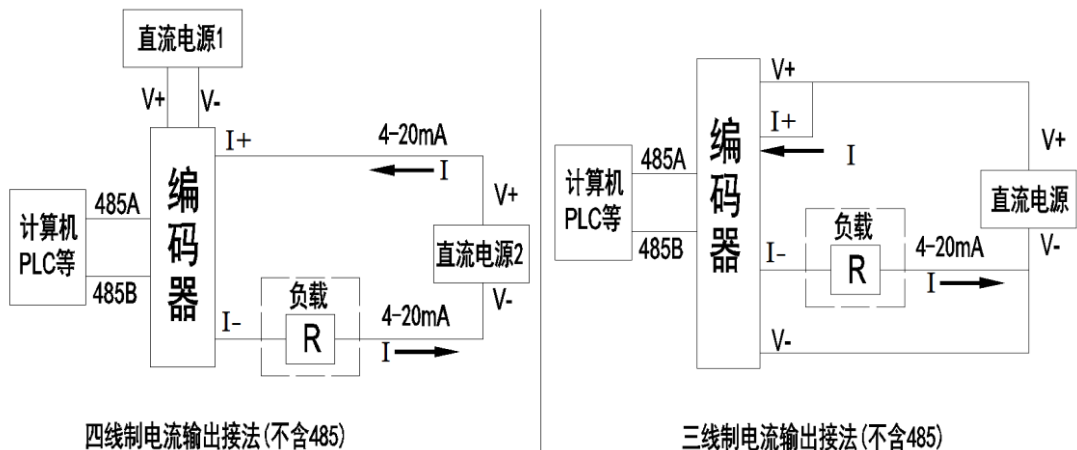 直流电源1
V+
V-
I+
4-20mA
I
编码器
计算机
PLC等
485A
485B
V+
直流电源2
V-
I-
负载
R
4-20mA
I
四线制电流输出接法(不含485)
V+
I+
I
编码器
计算机
PLC等
485A
485B
V+
直流电源
V-
负载
I-
R
4-20mA
I
V-
三线制电流输出接法(不含485)